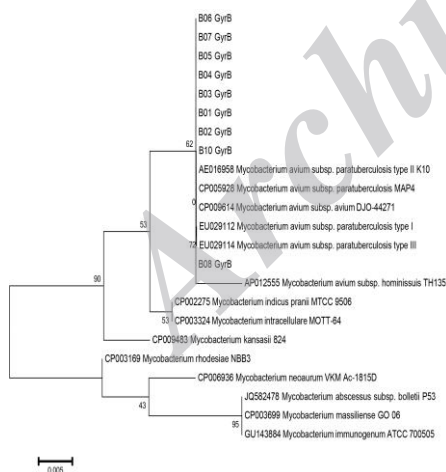 B06 GyrB
B07 GyrB
B05 GyrB
B04 GyrB
B03 GyrB
B01 GyrB
B02 GyrB
B10 GyrB
62
AE016958 Mycobacterium avium subsp. paratuberculosis type II K10
CP005928 Mycobacterium avium subsp. paratuberculosis MAP4
0
CP009614 Mycobacterium avium subsp. avium DJO-44271
53
EU029112 Mycobacterium avium subsp. paratuberculosis type I
72
EU029114 Mycobacterium avium subsp. paratuberculosis type III
B08 GyrB
90
AP012555 Mycobacterium avium subsp. hominissuis TH135
CP002275 Mycobacterium indicus pranii MTCC 9506
53
CP003324 Mycobacterium intracellulare MOTT-64
CP009483 Mycobacterium kansasii 824
CP003169 Mycobacterium rhodesiae NBB3
CP006936 Mycobacterium neoaurum VKM Ac-1815D
43
JQ582478 Mycobacterium abscessus subsp. bolletii P53
CP003699 Mycobacterium massiliense GO 06
95
GU143884 Mycobacterium immunogenum ATCC 700505
0.005